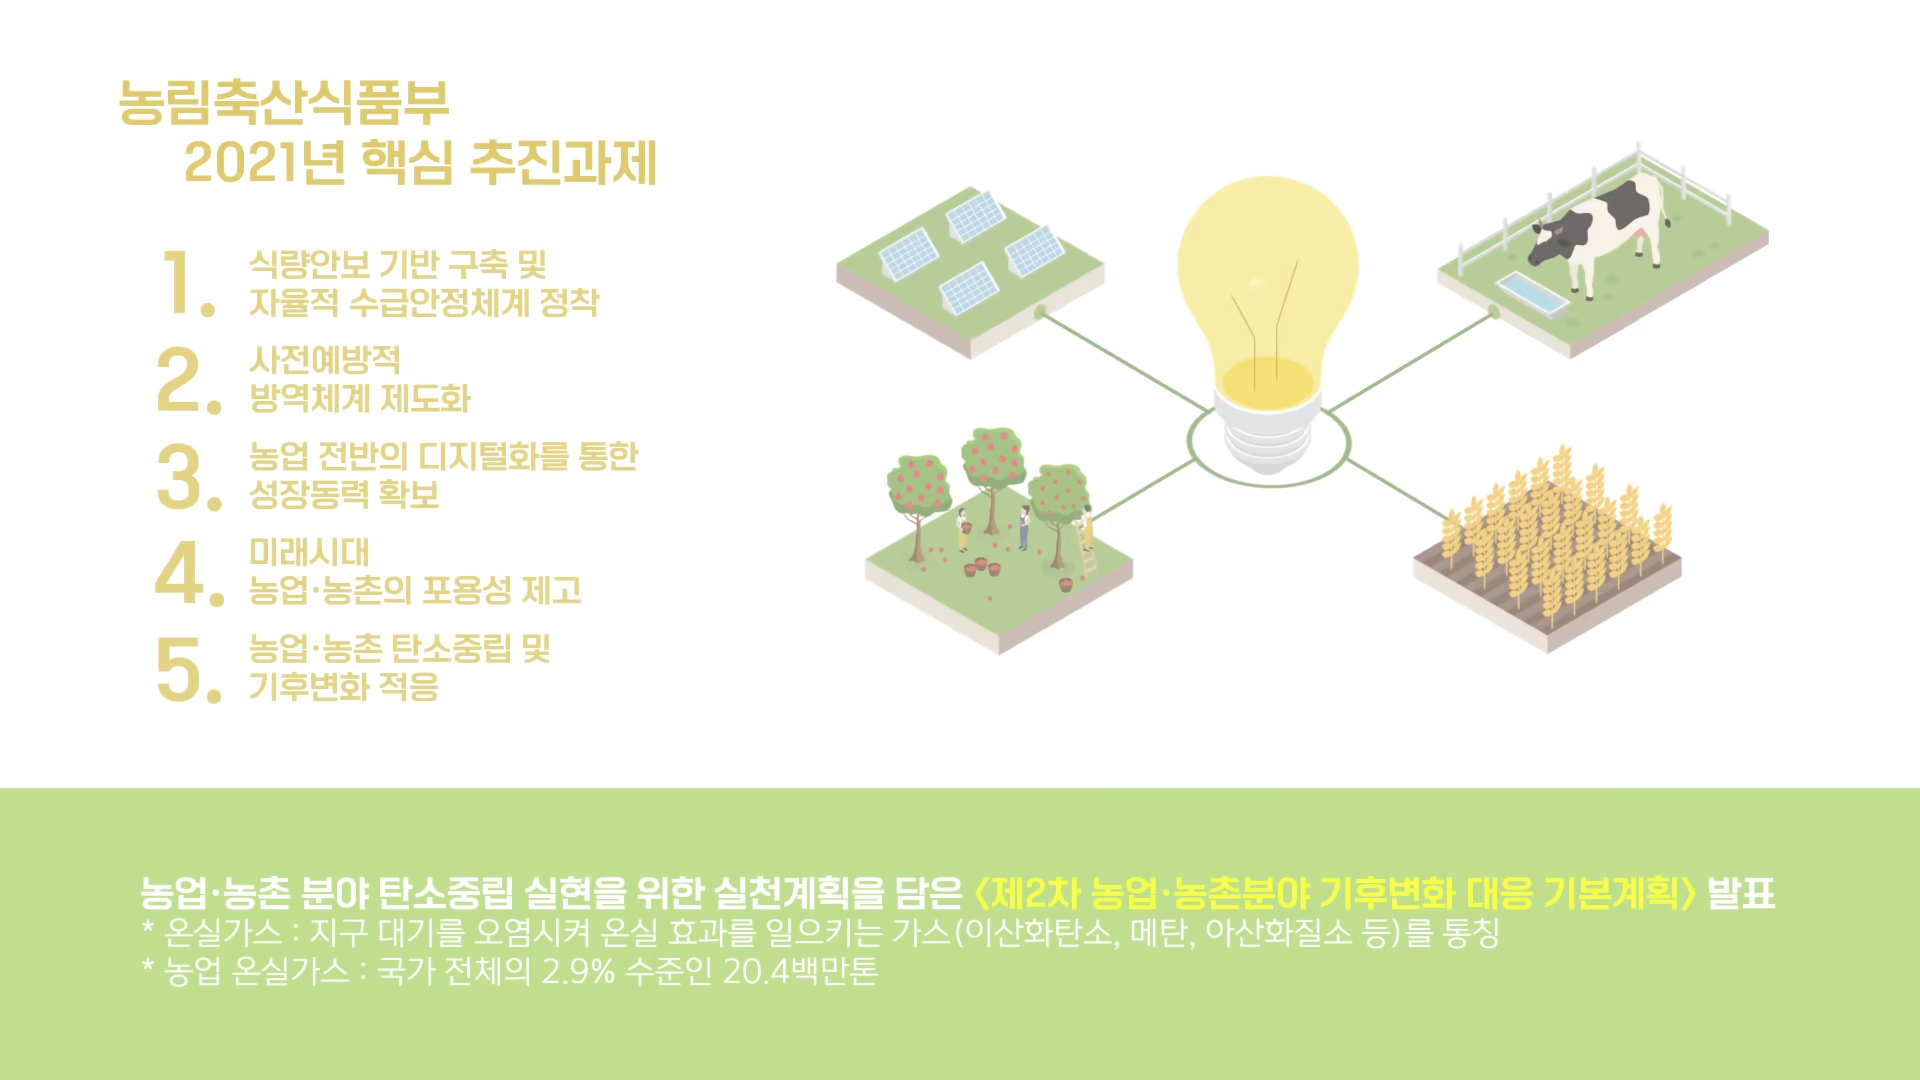 농림축산식품부
2021년 핵심 추진과제
1. 식량안보 기반 구축 및
자율적 수급안정체계 정착
2. 사전예방적
방역체계 제도화
3. 농업 전반의 디지털화를 통한
성장동력 확보
4. 미래시대
농업·농촌의 포용성 제고
5. 농업·농촌 탄소중립 및
기후변화 적응
농업·농촌 분야 탄소중립 실현을 위한 실천계획을 담은 <제2차 농업·농촌분야 기후변화 대응 기본계획> 발표
* 온실가스 : 지구 대기를 오염시켜 온실 효과를 일으키는 가스(이산화탄소, 메탄, 아산화질소 등)를 통칭
* 농업 온실가스 : 국가 전체의 2.9% 수준인 20.4백만톤